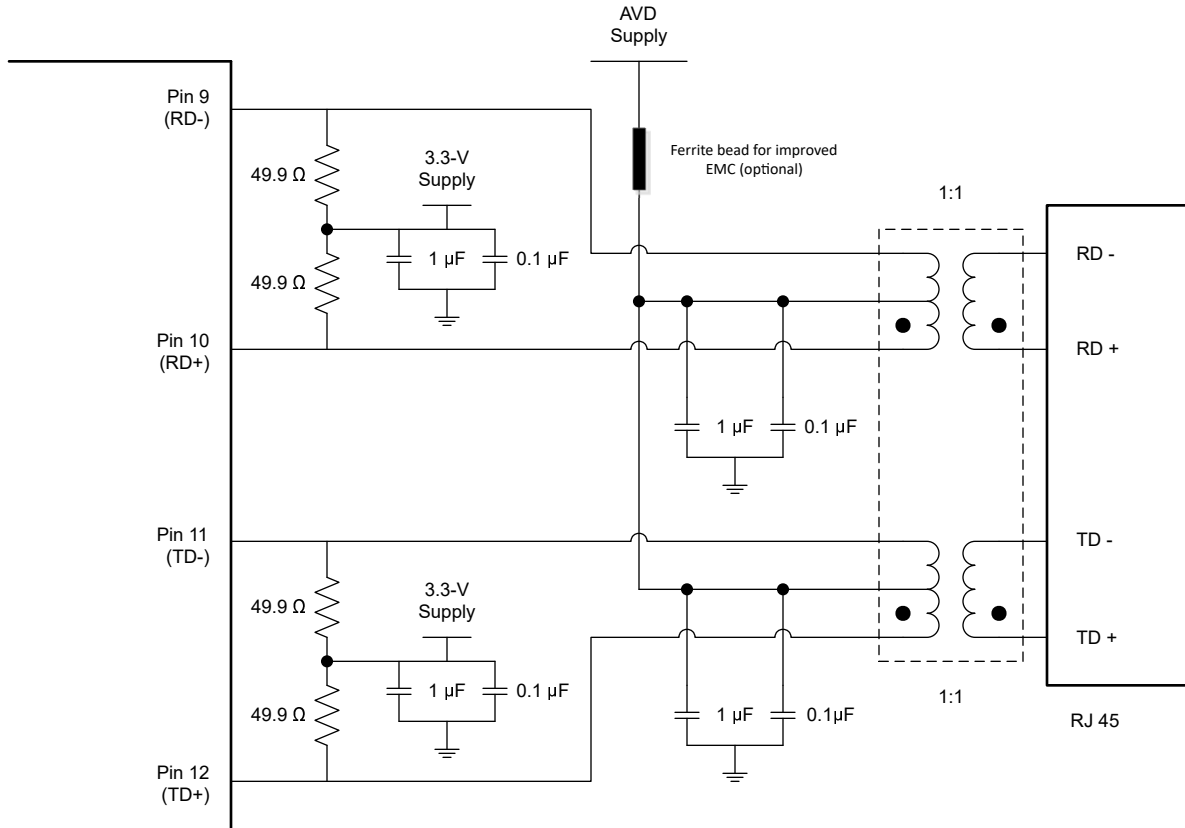 AVD
Supply
Pin 9
(RD-)
Ferrite bead for improved
EMC (optional)
49.9 Ω
3.3-V
Supply
1:1
1 µF
0.1 µF
RD -
49.9 Ω
Pin 10
(RD+)
RD +
1 µF
0.1 µF
Pin 11
(TD-)
TD -
49.9 Ω
3.3-V
Supply
TD +
1 µF
0.1 µF
1:1
49.9 Ω
1 µF
0.1µF
RJ 45
Pin 12
(TD+)